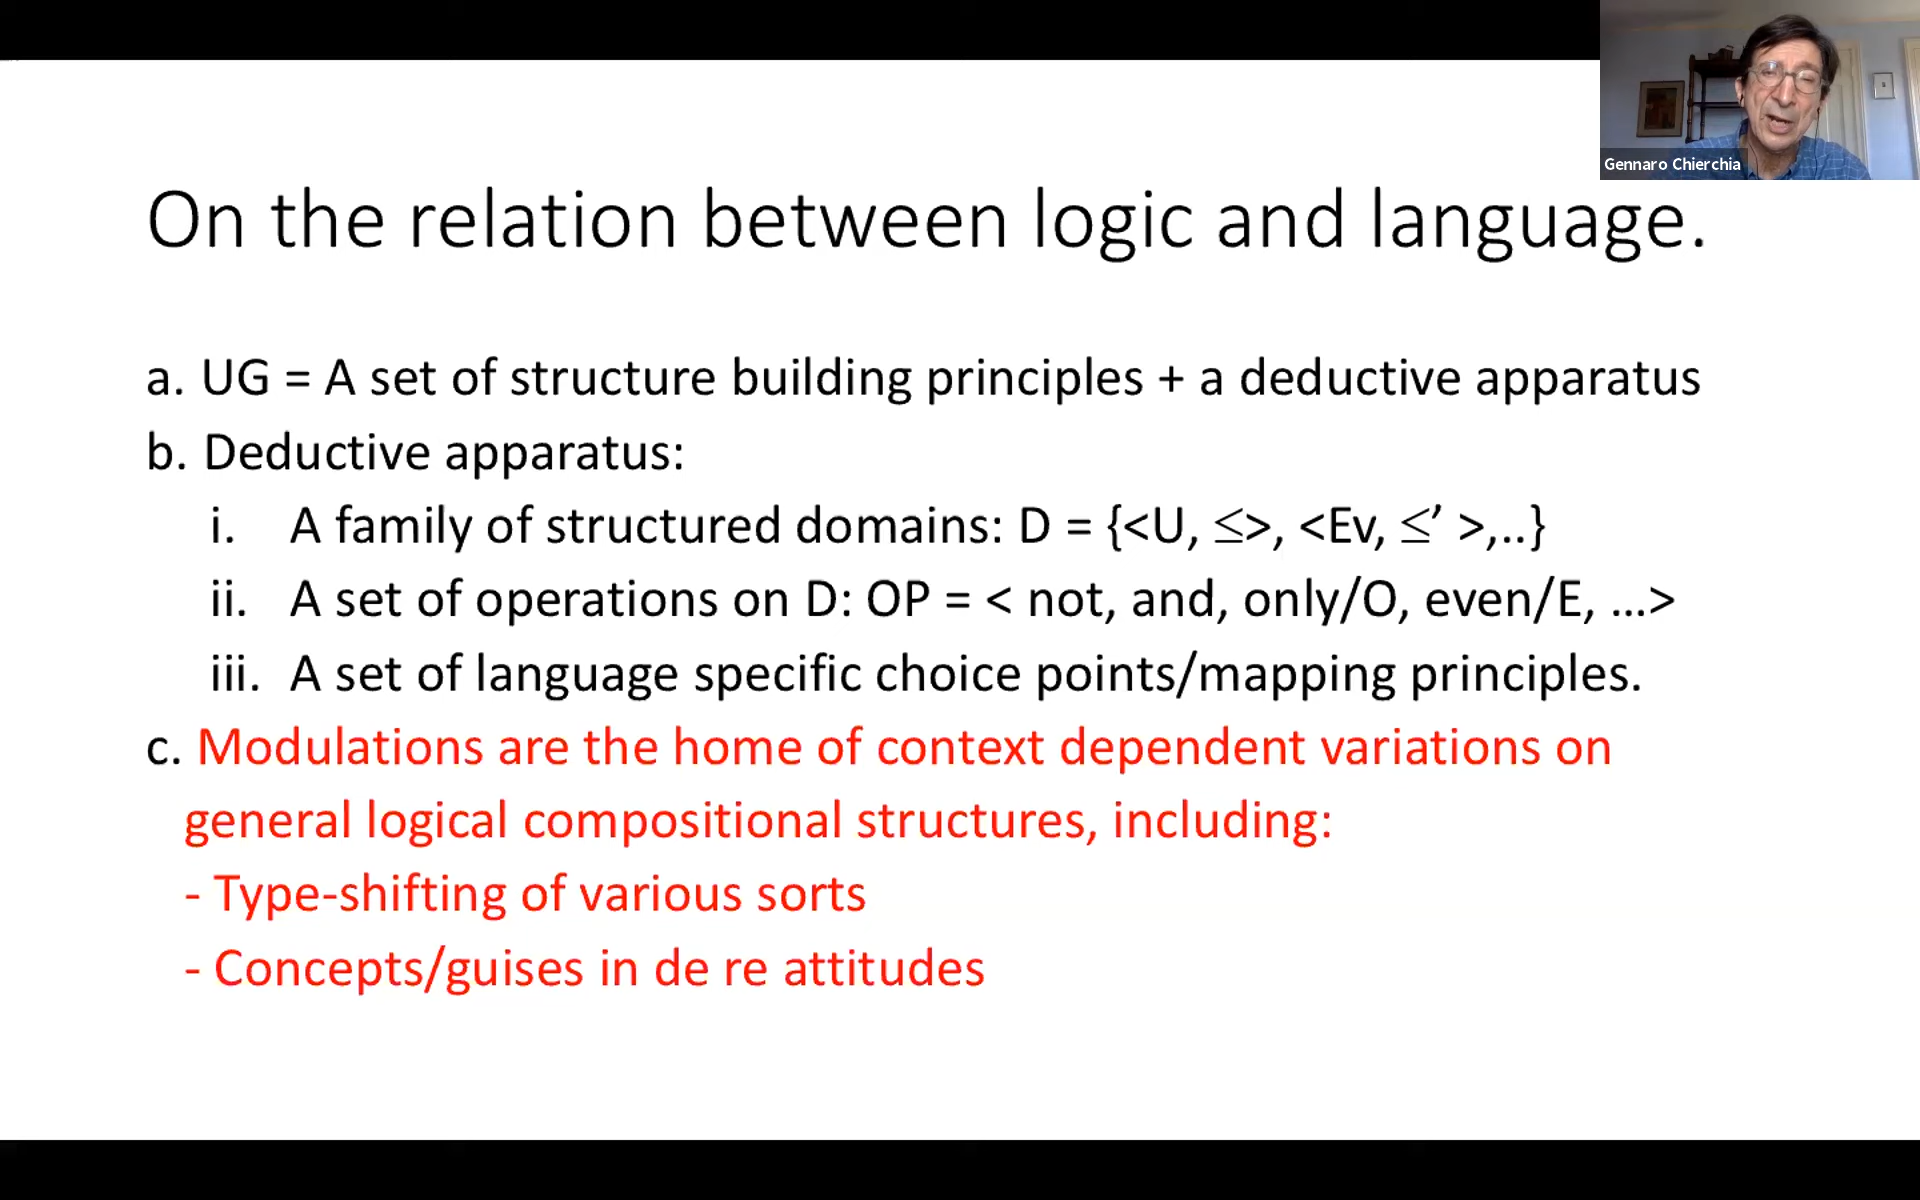 Gennaro Chierchia
On the relation between logic and language.
a. UG = A set of structure building principles + a deductive apparatus
b. Deductive apparatus:
i. A family of structured domains: D = {<U, ≤>, <Ev, ≤’ >,..}
ii. A set of operations on D: OP = < not, and, only/O, even/E, ...>
iii. A set of language specific choice points/mapping principles.
c. Modulations are the home of context dependent variations on
general logical compositional structures, including:
- Type-shifting of various sorts
- Concepts/guises in de re attitudes